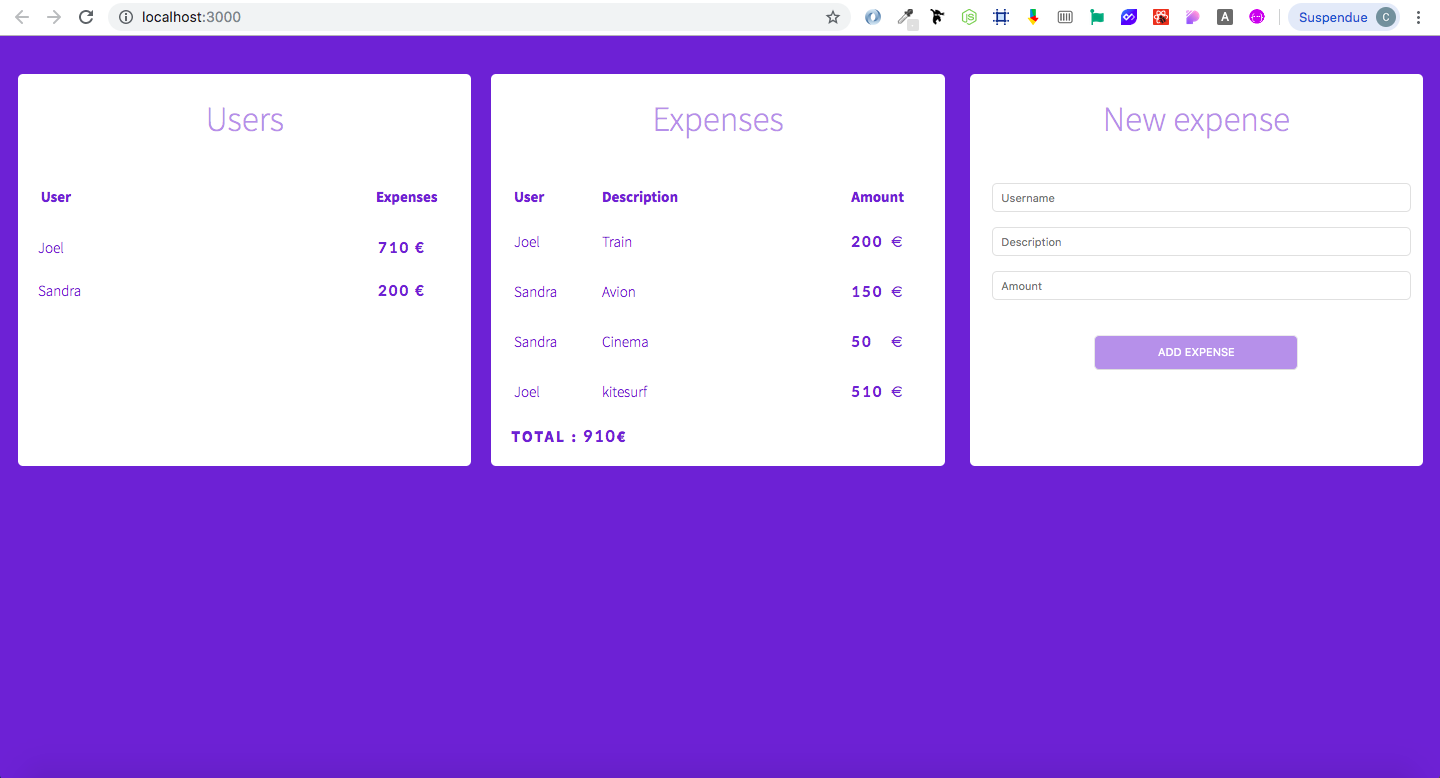 localhost:3000
A
Suspendue
C
Users
User Expenses
Joel 710 €
Sandra 200 €
Expenses
User Description Amount
Joel Train 200 €
Sandra Avion 150 €
Sandra Cinema 50 €
Joel kitesurf 510 €
TOTAL : 910€
New expense
Username
Description
Amount
ADD EXPENSE